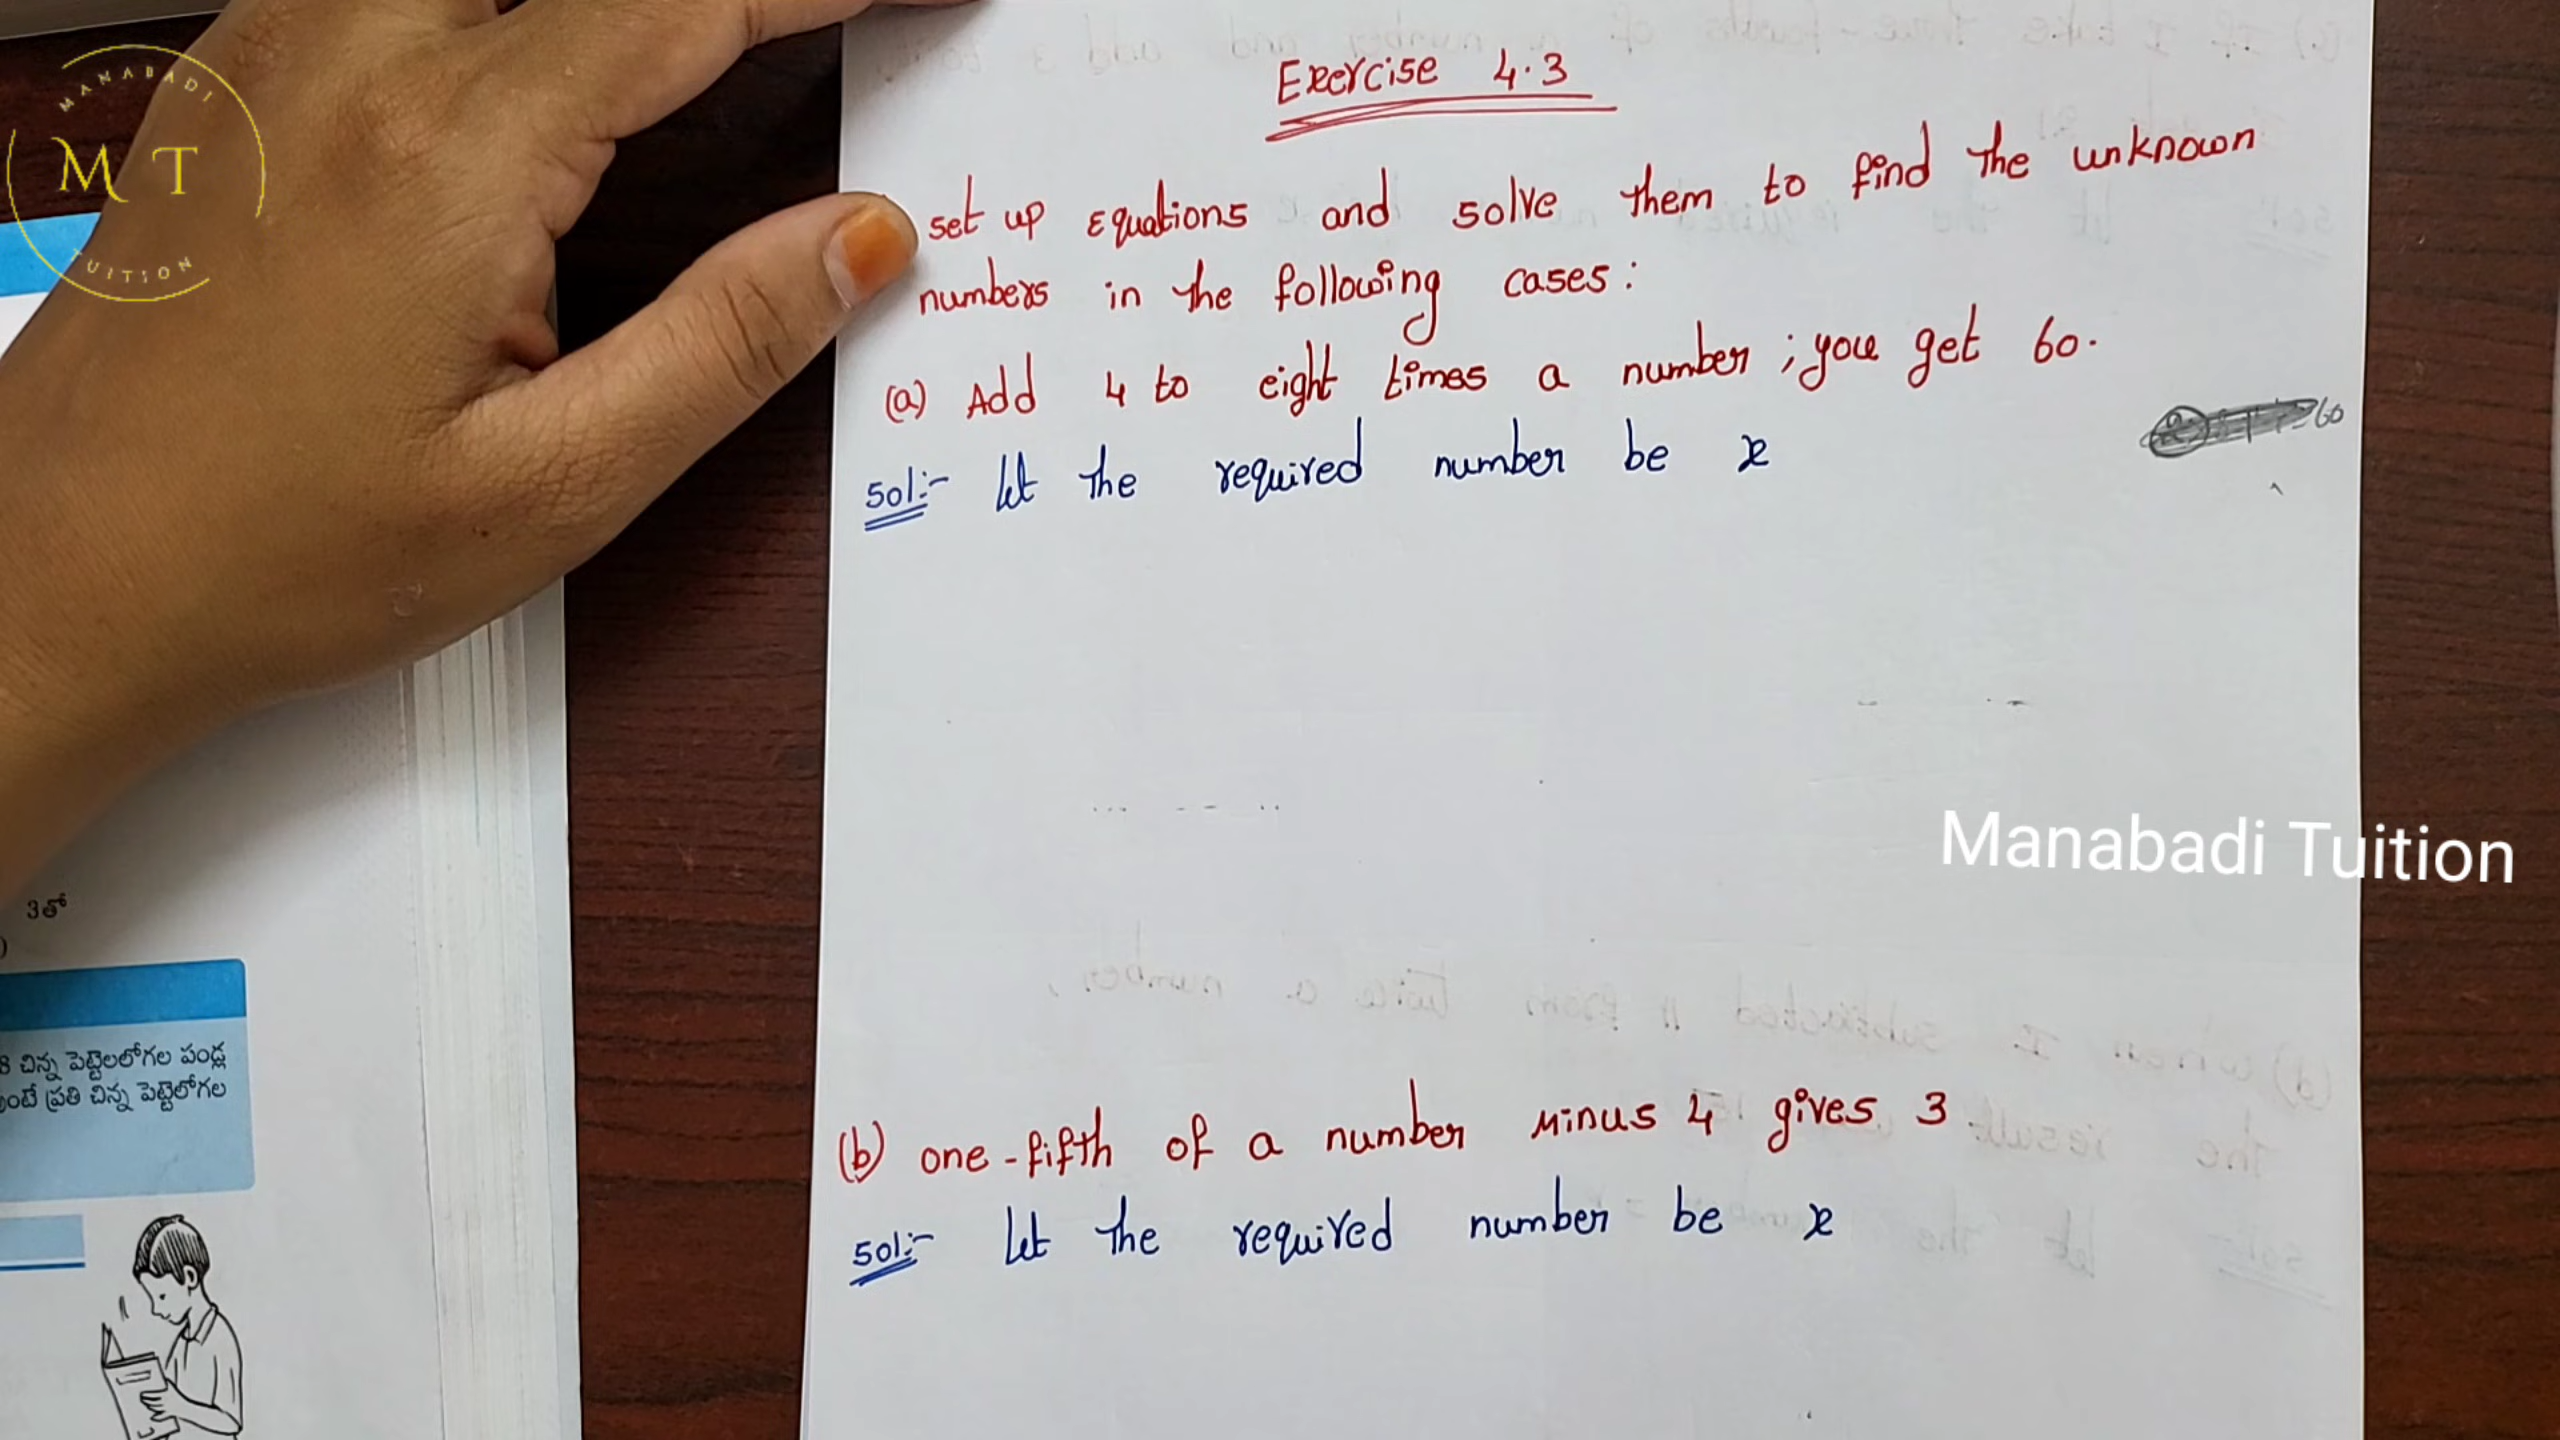 MANABADI
M T
TUITION
Exercise 4.3
set up Equations and solve them to find the unknown
numbers in the following cases:
(a) Add 4 to eight times a number ; you get 60.
60
Sol:- let the required number be x
(b) one-fifth of a number Minus 4 gives 3
Sol:- let the required number be x
Manabadi Tuition
3తో
)
8 చిన్న పెట్టెలలోగల పండ్ల
ంటే ప్రతి చిన్న పెట్టెలోగల